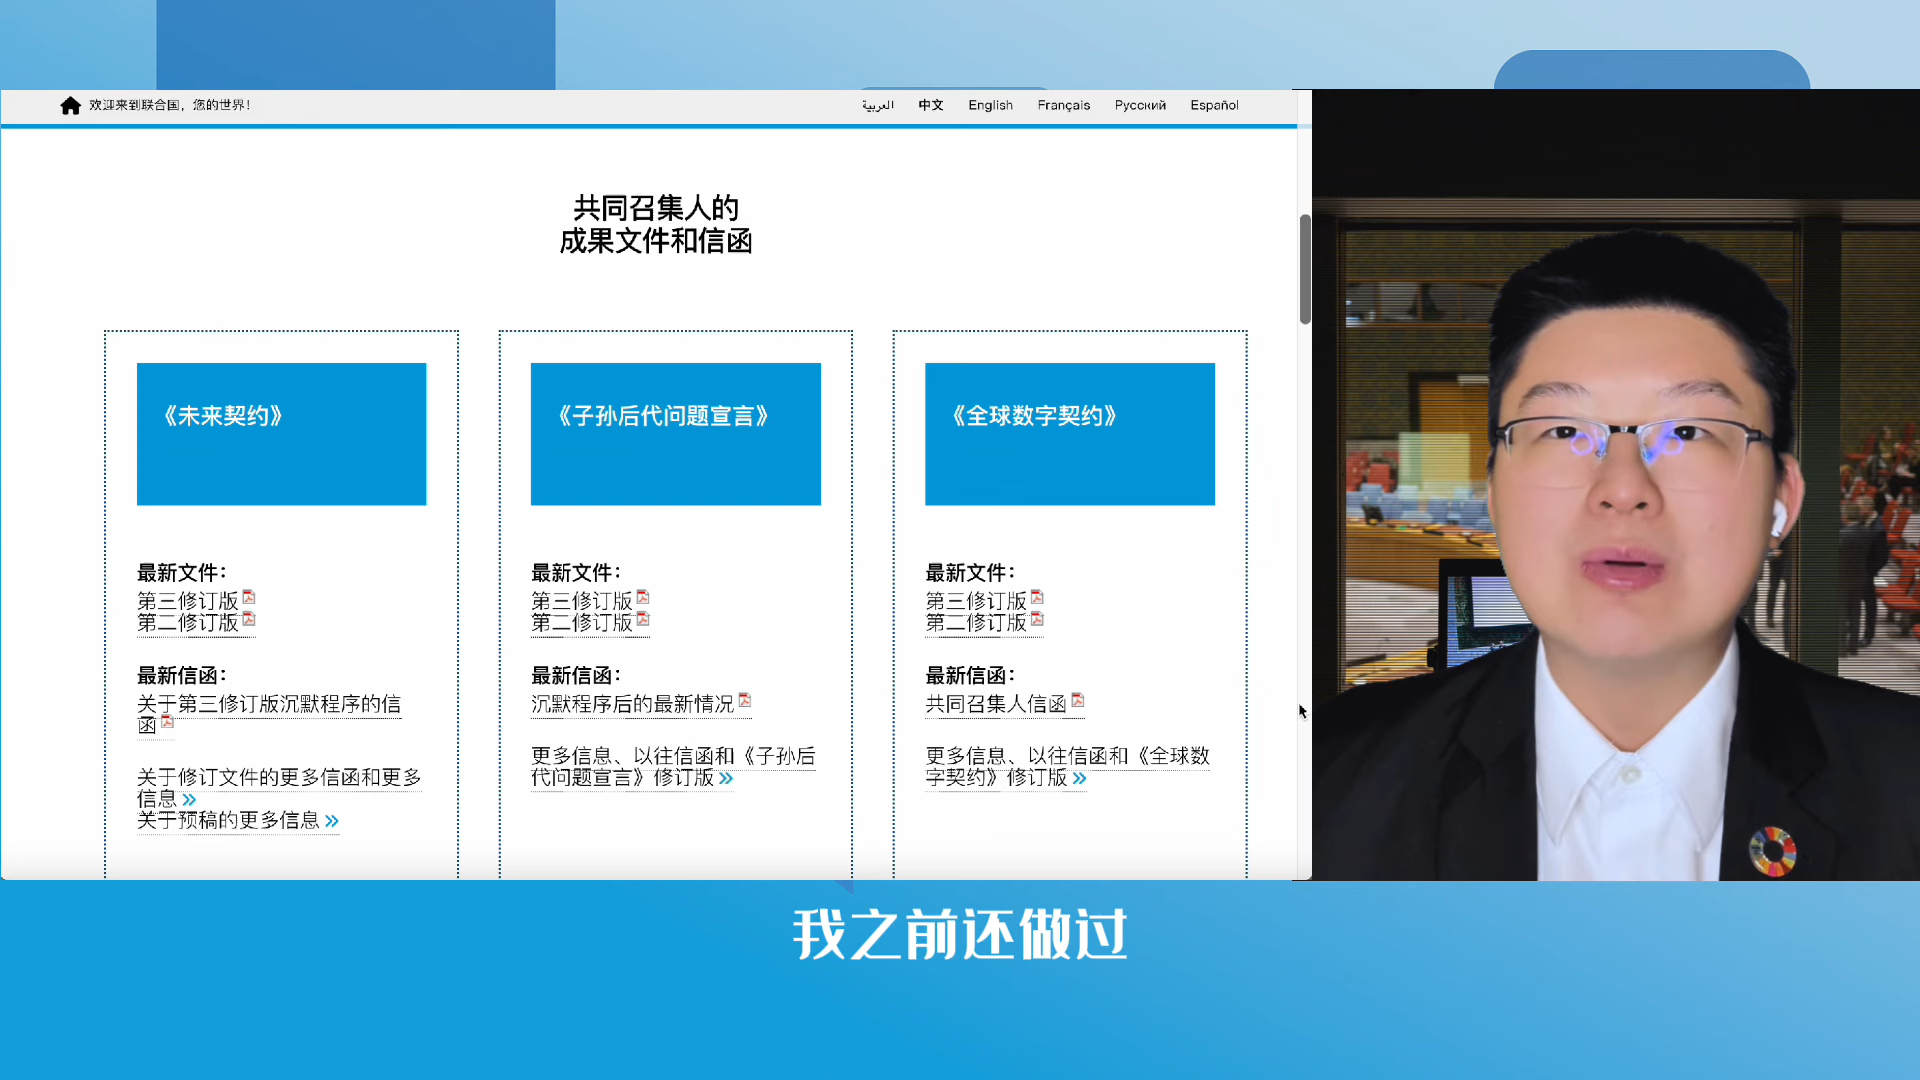 欢迎来到联合国，您的世界！
العربية 中文 English Français Русский Español
共同召集人的
成果文件和信函
《未来契约》
最新文件：
第三修订版
第二修订版
最新信函：
关于第三修订版沉默程序的信
函
关于修订文件的更多信函和更多
信息 »
关于预稿的更多信息 »
《子孙后代问题宣言》
最新文件：
第三修订版
第二修订版
最新信函：
沉默程序后的最新情况
更多信息、以往信函和《子孙后
代问题宣言》修订版 »
《全球数字契约》
最新文件：
第三修订版
第二修订版
最新信函：
共同召集人信函
更多信息、以往信函和《全球数
字契约》修订版 »
我之前还做过